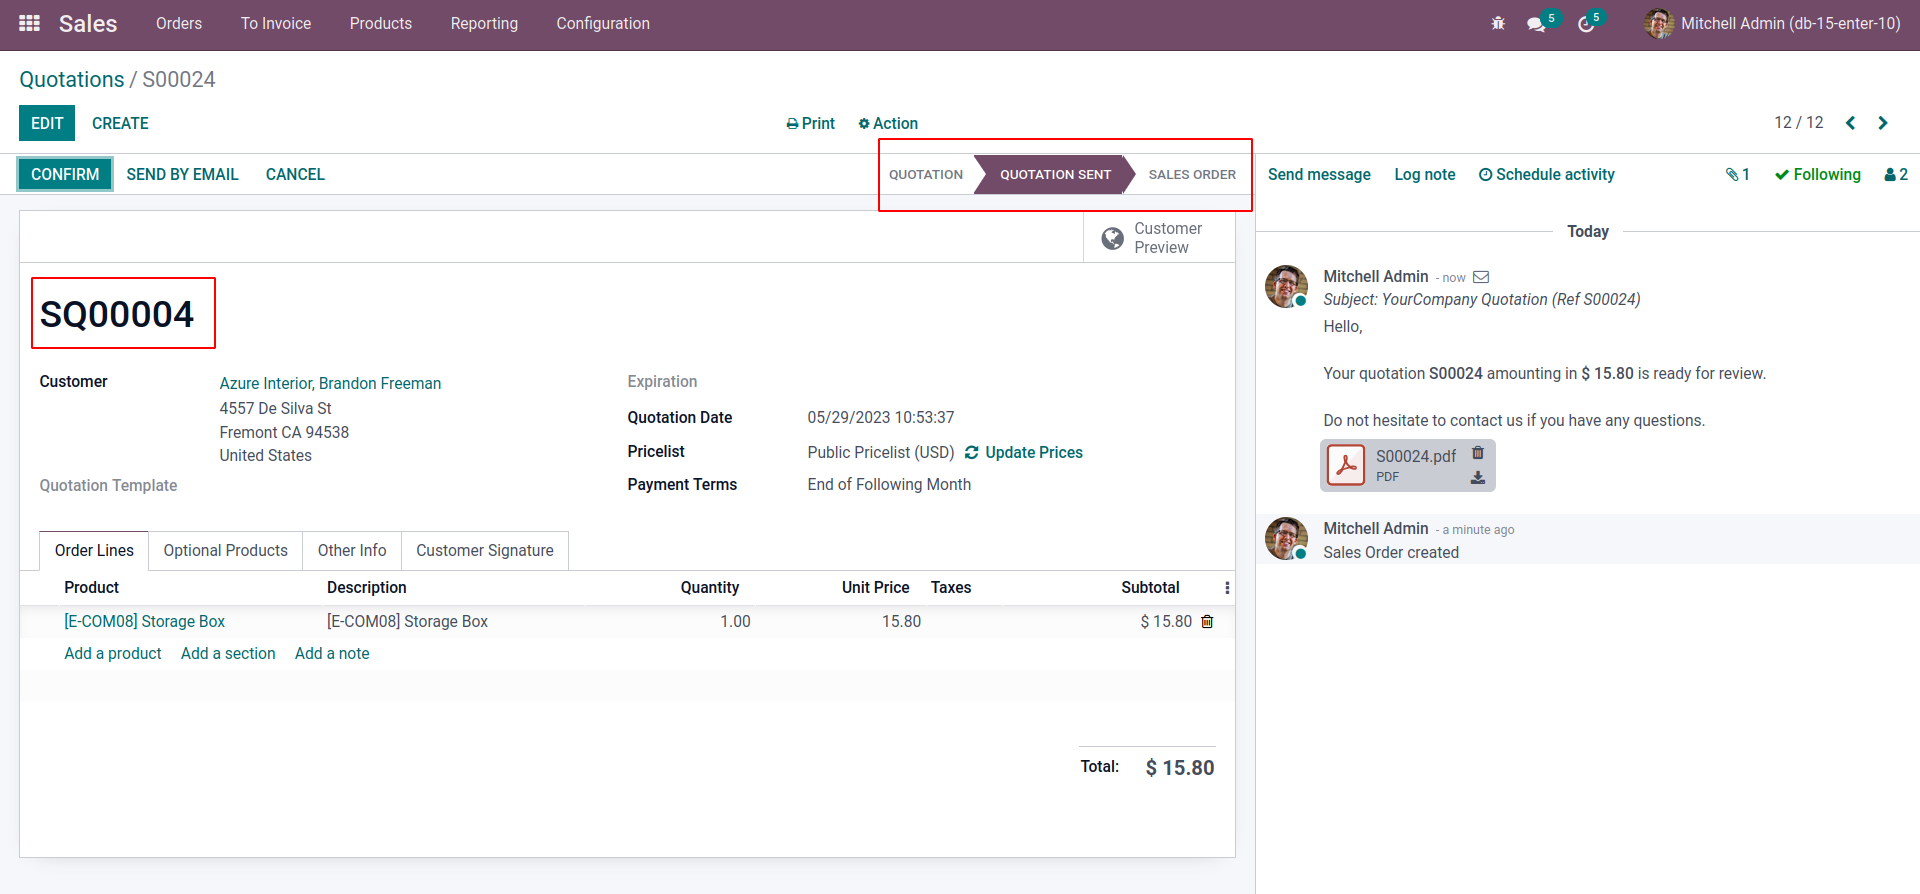 Sales Orders To Invoice Products Reporting Configuration 5 5 Mitchell Admin (db-15-enter-10)
Quotations / S00024
EDIT CREATE Print Action 12 / 12
CONFIRM SEND BY EMAIL CANCEL QUOTATION QUOTATION SENT SALES ORDER Send message Log note Schedule activity 1 Following 2
Customer
Preview
SQ00004
Customer Azure Interior, Brandon Freeman
4557 De Silva St
Fremont CA 94538
United States
Quotation Template
Expiration
Quotation Date 05/29/2023 10:53:37
Pricelist Public Pricelist (USD) Update Prices
Payment Terms End of Following Month
Order Lines Optional Products Other Info Customer Signature
Product Description Quantity Unit Price Taxes Subtotal
[E-COM08] Storage Box [E-COM08] Storage Box 1.00 15.80 $ 15.80
Add a product Add a section Add a note
Total: $ 15.80
Today
Mitchell Admin - now
Subject: YourCompany Quotation (Ref S00024)
Hello,
Your quotation S00024 amounting in $ 15.80 is ready for review.
Do not hesitate to contact us if you have any questions.
S00024.pdf
PDF
Mitchell Admin - a minute ago
Sales Order created